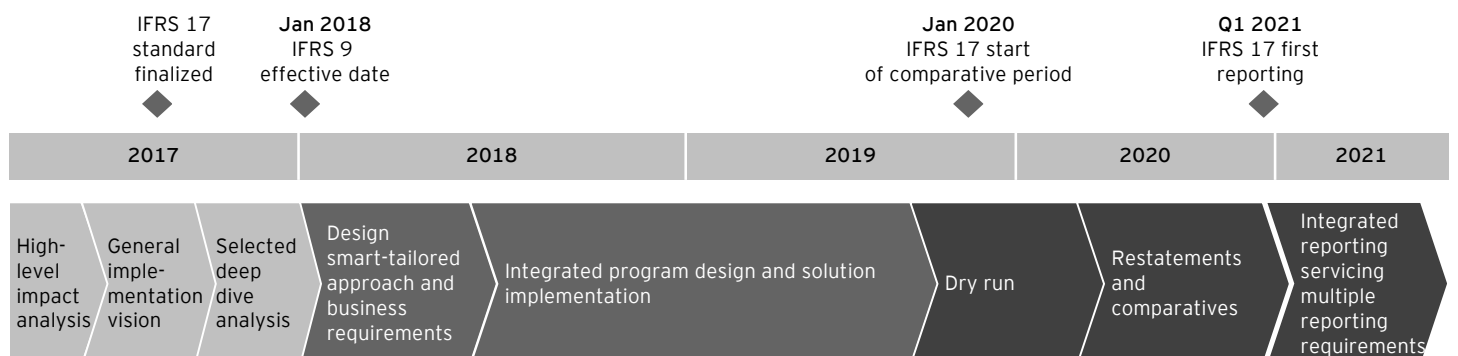 IFRS 17
standard
finalized
Jan 2018
IFRS 9
effective date
Jan 2020
IFRS 17 start
of comparative period
Q1 2021
IFRS 17 first
reporting
2017
2018
2019
2020
2021
High-
level
impact
analysis
General
imple-
mentation
vision
Selected
deep
dive
analysis
Design
smart-tailored
approach and
business
requirements
Integrated program design and solution
implementation
Dry run
Restatements
and
comparatives
Integrated
reporting
servicing
multiple
reporting
requirements